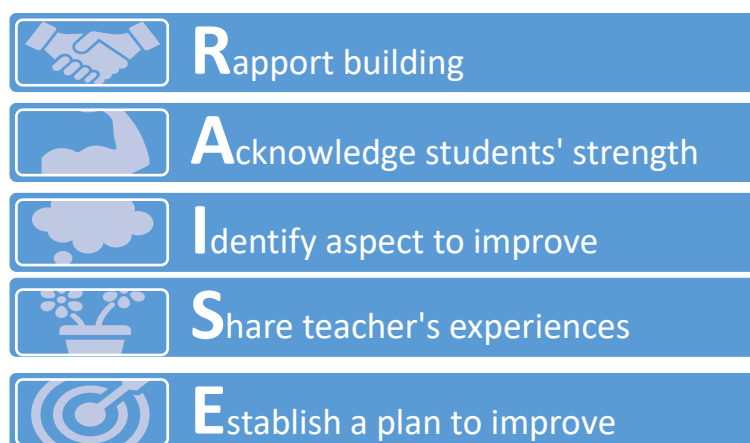 Rapport building
Acknowledge students' strength
Identify aspect to improve
Share teacher's experiences
Establish a plan to improve